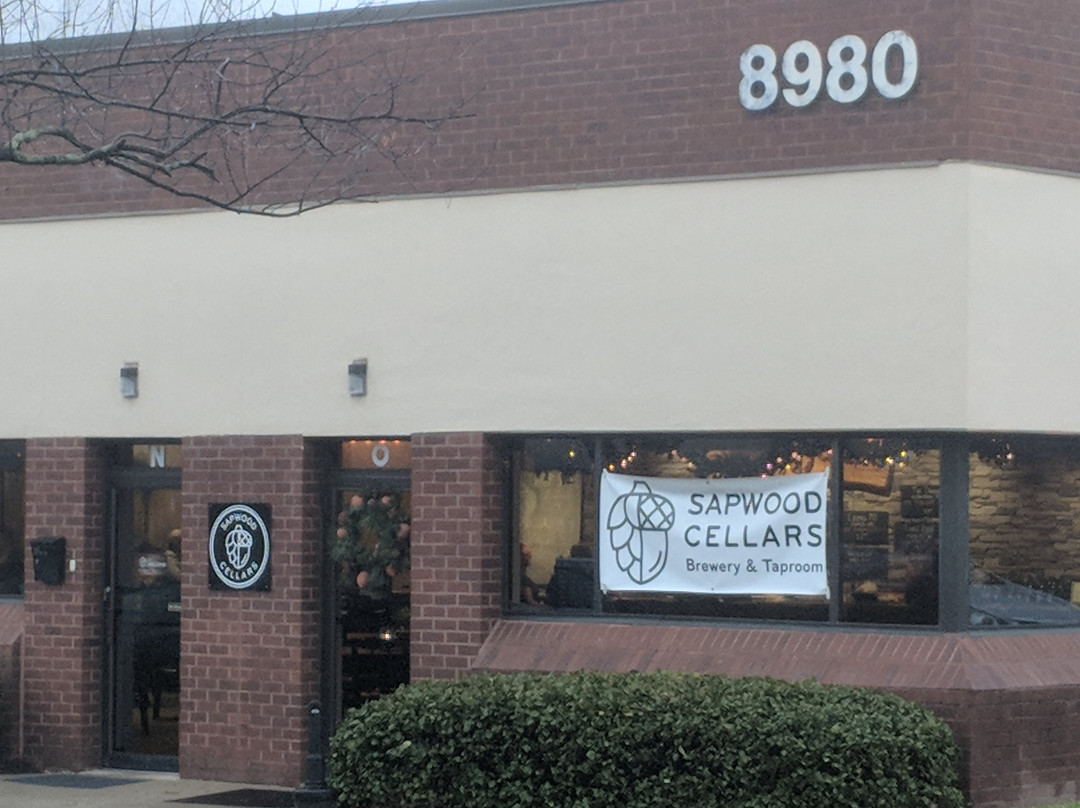 8980
N
O
SAPWOOD
CELLARS
SAPWOOD
CELLARS
Brewery & Taproom